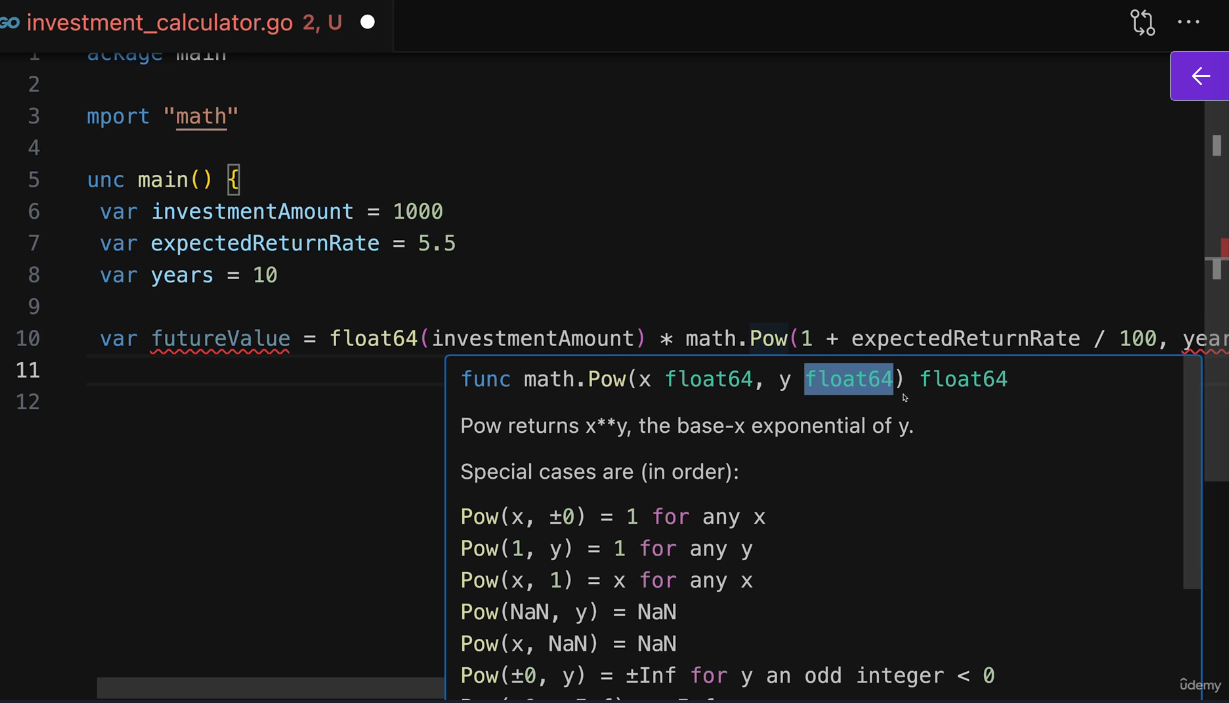 GO investment_calculator.go 2, U
1 ackage main
2
3 mport "math"
4
5 unc main() {
6 var investmentAmount = 1000
7 var expectedReturnRate = 5.5
8 var years = 10
9
10 var futureValue = float64(investmentAmount) * math.Pow(1 + expectedReturnRate / 100, year
11
12
func math.Pow(x float64, y float64) float64
Pow returns x**y, the base-x exponential of y.
Special cases are (in order):
Pow(x, ±0) = 1 for any x
Pow(1, y) = 1 for any y
Pow(x, 1) = x for any x
Pow(NaN, y) = NaN
Pow(x, NaN) = NaN
Pow(±0, y) = ±Inf for y an odd integer < 0
ûdemy